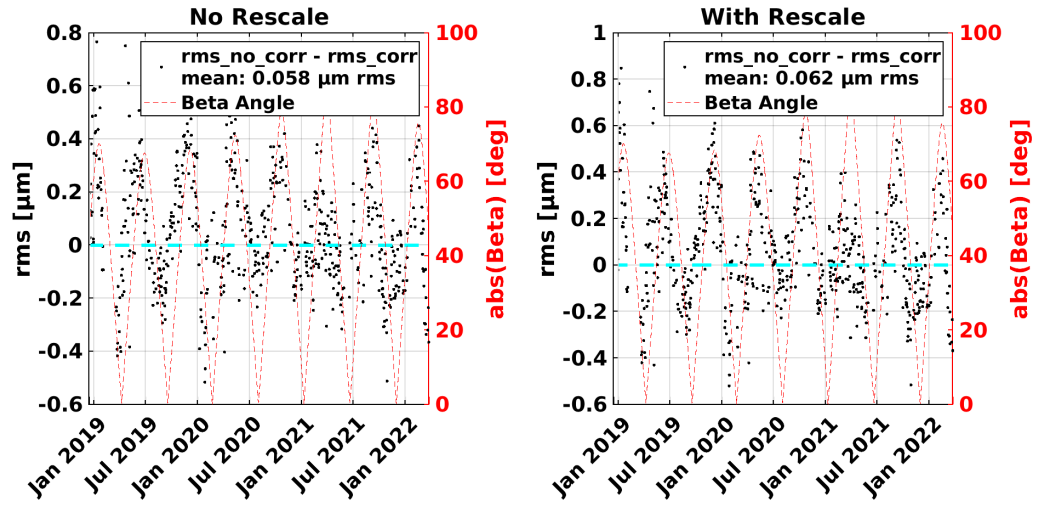 No Rescale
0.8
0.6
0.4
0.2
0
-0.2
-0.4
-0.6
rms [μm]
100
80
60
40
20
0
abs(Beta) [deg]
rms_no_corr - rms_corr
mean: 0.058 μm rms
Beta Angle
Jan 2019
Jul 2019
Jan 2020
Jul 2020
Jan 2021
Jul 2021
Jan 2022
With Rescale
1
0.8
0.6
0.4
0.2
0
-0.2
-0.4
-0.6
rms [μm]
100
80
60
40
20
0
abs(Beta) [deg]
rms_no_corr - rms_corr
mean: 0.062 μm rms
Beta Angle
Jan 2019
Jul 2019
Jan 2020
Jul 2020
Jan 2021
Jul 2021
Jan 2022